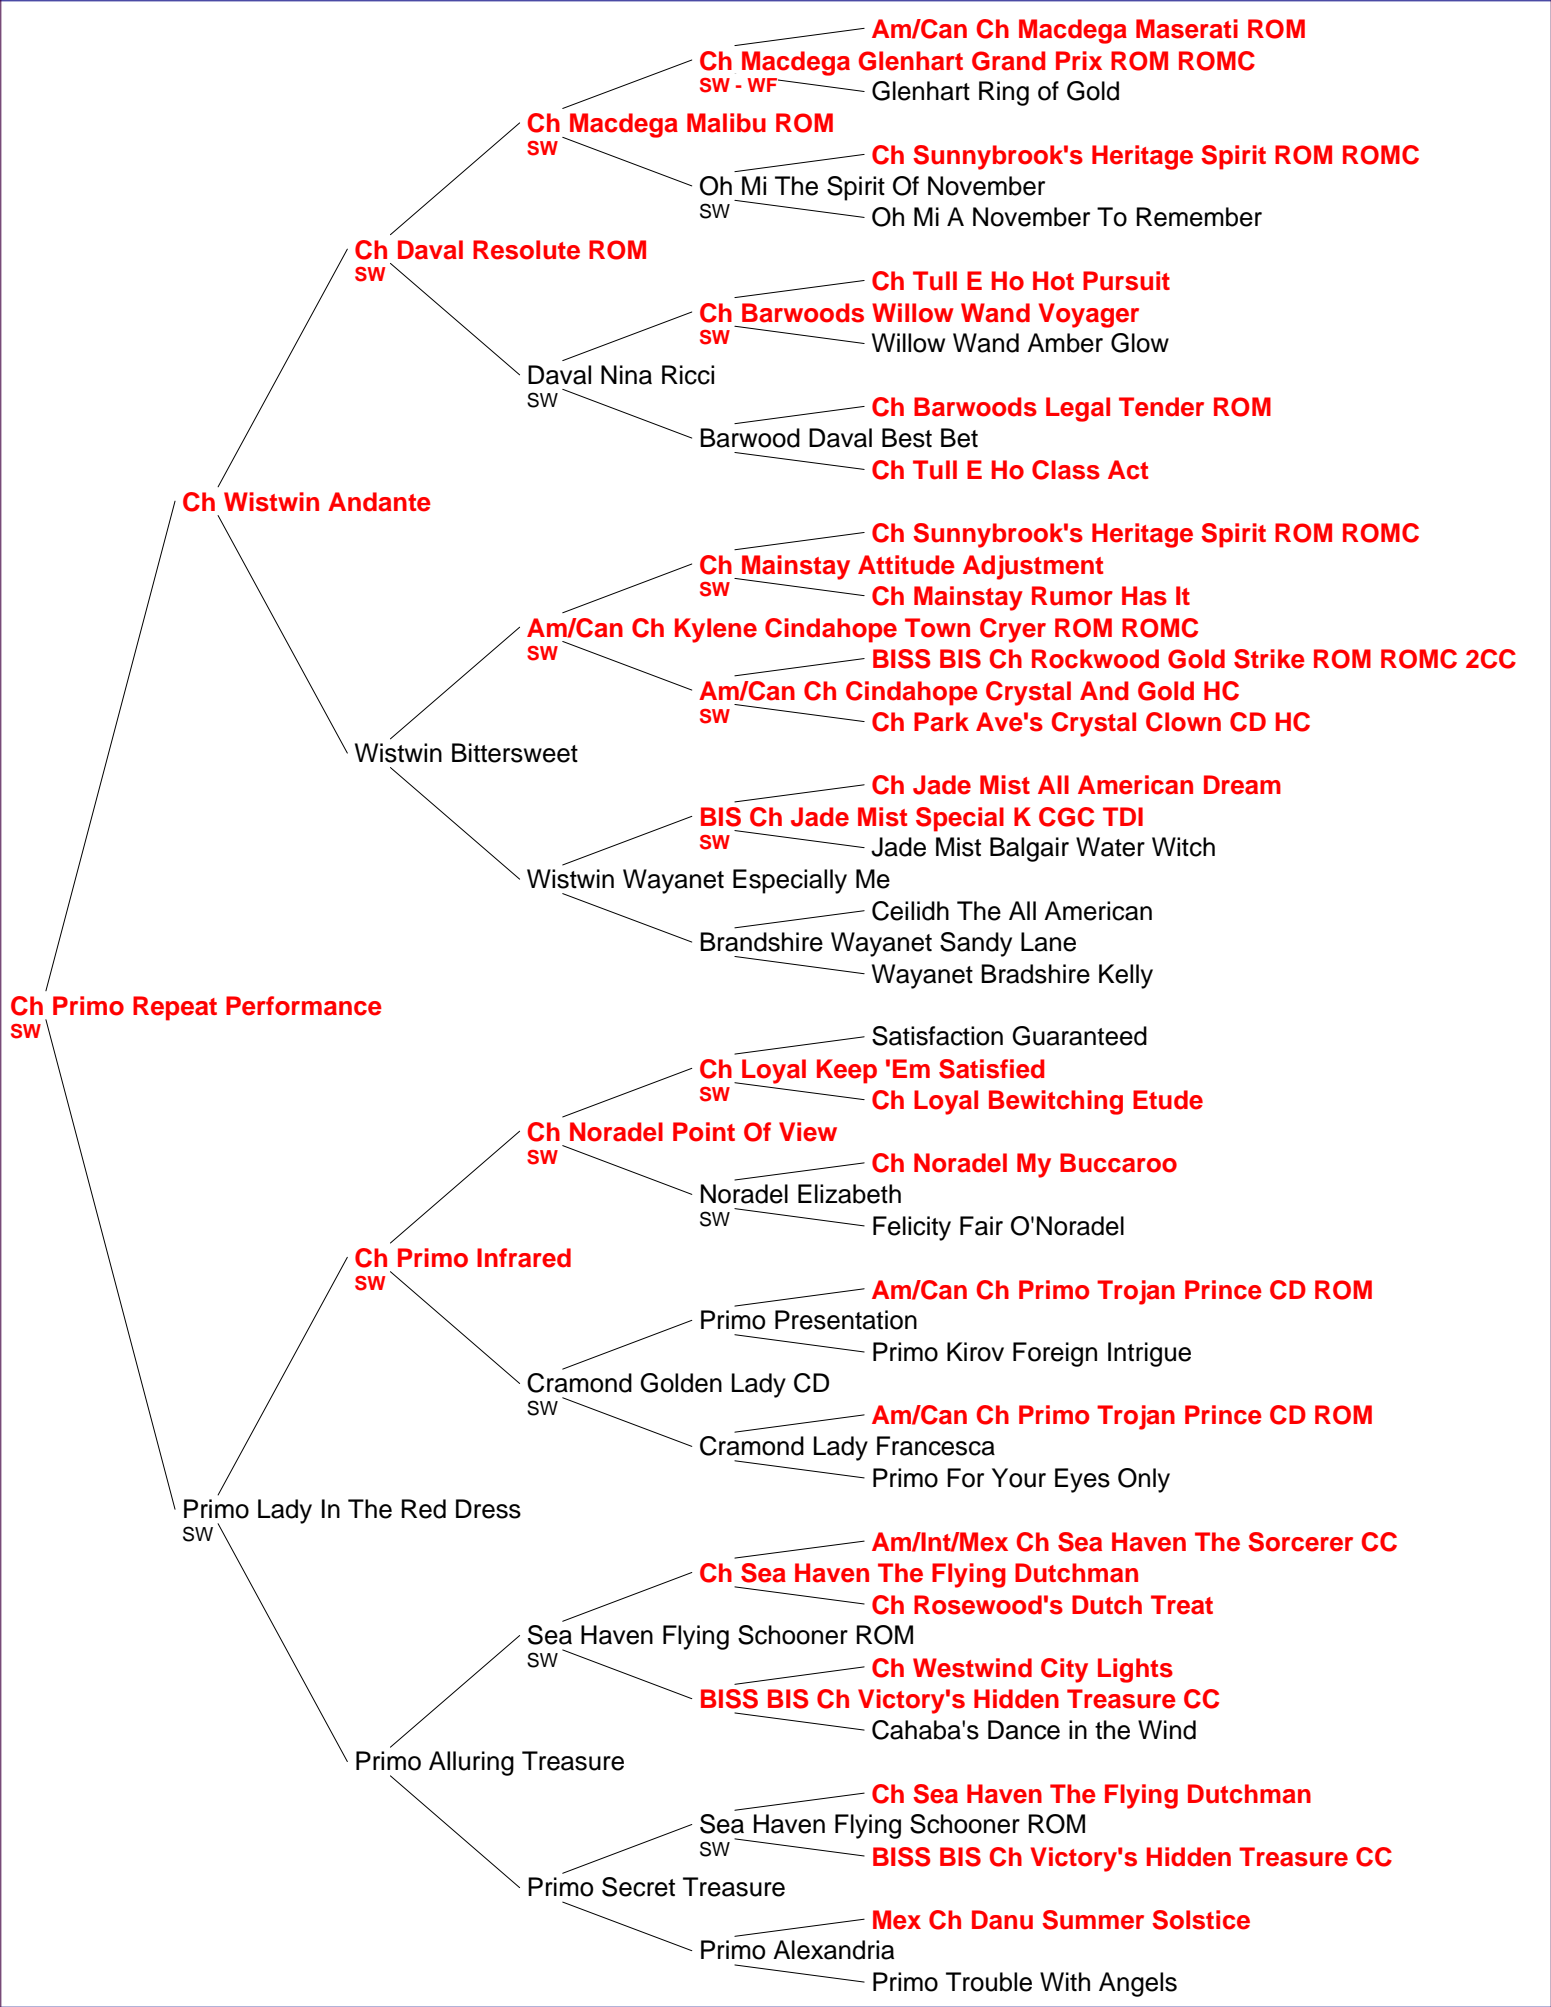 Am/Can Ch Macdega Maserati ROM
Ch Macdega Glenhart Grand Prix ROM ROMC
SW - WF
Glenhart Ring of Gold
Ch Macdega Malibu ROM
SW
Ch Sunnybrook's Heritage Spirit ROM ROMC
Oh Mi The Spirit Of November
SW
Oh Mi A November To Remember
Ch Daval Resolute ROM
SW
Ch Tull E Ho Hot Pursuit
Ch Barwoods Willow Wand Voyager
SW
Willow Wand Amber Glow
Daval Nina Ricci
SW
Ch Barwoods Legal Tender ROM
Barwood Daval Best Bet
Ch Tull E Ho Class Act
Ch Wistwin Andante
Ch Sunnybrook's Heritage Spirit ROM ROMC
Ch Mainstay Attitude Adjustment
SW
Ch Mainstay Rumor Has It
Am/Can Ch Kylene Cindahope Town Cryer ROM ROMC
SW
BISS BIS Ch Rockwood Gold Strike ROM ROMC 2CC
Am/Can Ch Cindahope Crystal And Gold HC
SW
Ch Park Ave's Crystal Clown CD HC
Wistwin Bittersweet
Ch Jade Mist All American Dream
BIS Ch Jade Mist Special K CGC TDI
SW
Jade Mist Balgair Water Witch
Wistwin Wayanet Especially Me
Ceilidh The All American
Brandshire Wayanet Sandy Lane
Wayanet Bradshire Kelly
Ch Primo Repeat Performance
SW
Satisfaction Guaranteed
Ch Loyal Keep 'Em Satisfied
SW
Ch Loyal Bewitching Etude
Ch Noradel Point Of View
SW
Ch Noradel My Buccaroo
Noradel Elizabeth
SW
Felicity Fair O'Noradel
Ch Primo Infrared
SW
Am/Can Ch Primo Trojan Prince CD ROM
Primo Presentation
Primo Kirov Foreign Intrigue
Cramond Golden Lady CD
SW
Am/Can Ch Primo Trojan Prince CD ROM
Cramond Lady Francesca
Primo For Your Eyes Only
Primo Lady In The Red Dress
SW
Am/Int/Mex Ch Sea Haven The Sorcerer CC
Ch Sea Haven The Flying Dutchman
Ch Rosewood's Dutch Treat
Sea Haven Flying Schooner ROM
SW
Ch Westwind City Lights
BISS BIS Ch Victory's Hidden Treasure CC
Cahaba's Dance in the Wind
Primo Alluring Treasure
Ch Sea Haven The Flying Dutchman
Sea Haven Flying Schooner ROM
SW
BISS BIS Ch Victory's Hidden Treasure CC
Primo Secret Treasure
Mex Ch Danu Summer Solstice
Primo Alexandria
Primo Trouble With Angels